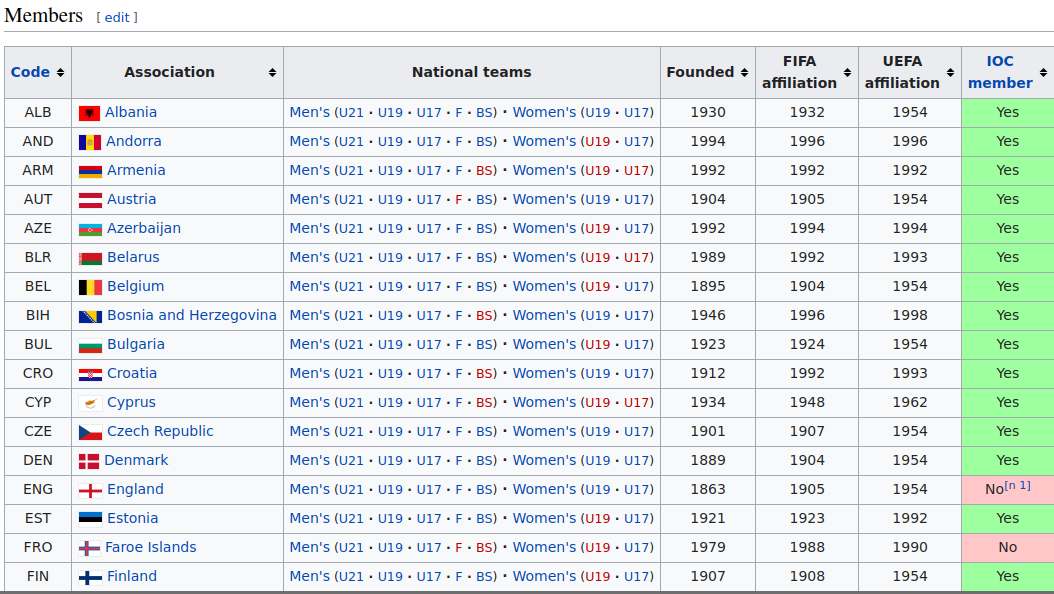 Members [ edit ]
Code Association National teams Founded FIFA affiliation UEFA affiliation IOC member
ALB Albania Men's (U21 · U19 · U17 · F · BS) · Women's (U19 · U17) 1930 1932 1954 Yes
AND Andorra Men's (U21 · U19 · U17 · F · BS) · Women's (U19 · U17) 1994 1996 1996 Yes
ARM Armenia Men's (U21 · U19 · U17 · F · BS) · Women's (U19 · U17) 1992 1992 1992 Yes
AUT Austria Men's (U21 · U19 · U17 · F · BS) · Women's (U19 · U17) 1904 1905 1954 Yes
AZE Azerbaijan Men's (U21 · U19 · U17 · F · BS) · Women's (U19 · U17) 1992 1994 1994 Yes
BLR Belarus Men's (U21 · U19 · U17 · F · BS) · Women's (U19 · U17) 1989 1992 1993 Yes
BEL Belgium Men's (U21 · U19 · U17 · F · BS) · Women's (U19 · U17) 1895 1904 1954 Yes
BIH Bosnia and Herzegovina Men's (U21 · U19 · U17 · F · BS) · Women's (U19 · U17) 1946 1996 1998 Yes
BUL Bulgaria Men's (U21 · U19 · U17 · F · BS) · Women's (U19 · U17) 1923 1924 1954 Yes
CRO Croatia Men's (U21 · U19 · U17 · F · BS) · Women's (U19 · U17) 1912 1992 1993 Yes
CYP Cyprus Men's (U21 · U19 · U17 · F · BS) · Women's (U19 · U17) 1934 1948 1962 Yes
CZE Czech Republic Men's (U21 · U19 · U17 · F · BS) · Women's (U19 · U17) 1901 1907 1954 Yes
DEN Denmark Men's (U21 · U19 · U17 · F · BS) · Women's (U19 · U17) 1889 1904 1954 Yes
ENG England Men's (U21 · U19 · U17 · F · BS) · Women's (U19 · U17) 1863 1905 1954 No[n 1]
EST Estonia Men's (U21 · U19 · U17 · F · BS) · Women's (U19 · U17) 1921 1923 1992 Yes
FRO Faroe Islands Men's (U21 · U19 · U17 · F · BS) · Women's (U19 · U17) 1979 1988 1990 No
FIN Finland Men's (U21 · U19 · U17 · F · BS) · Women's (U19 · U17) 1907 1908 1954 Yes